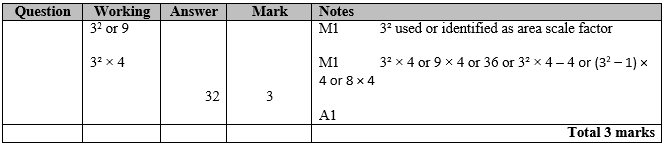 Question Working Answer Mark Notes
3² or 9 M1 3² used or identified as area scale factor
3² × 4 M1 3² × 4 or 9 × 4 or 36 or 3² × 4 – 4 or (3² – 1) ×
4 or 8 × 4
32 3
A1
Total 3 marks